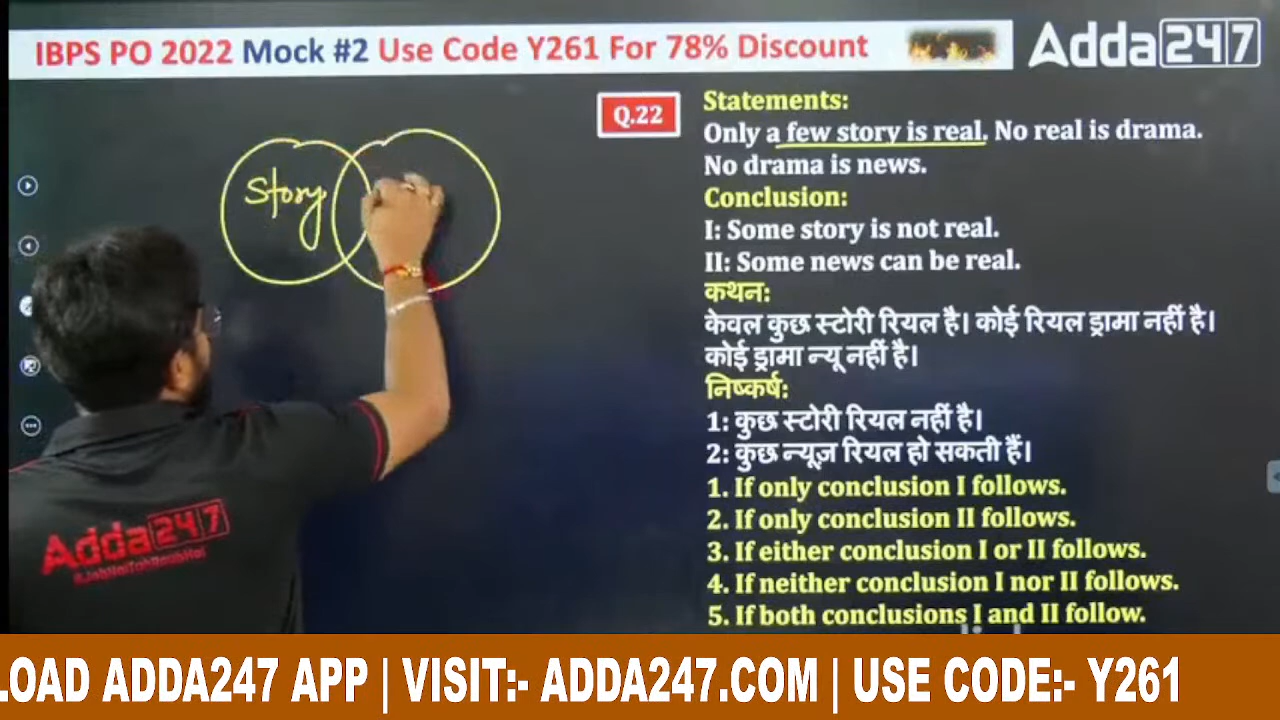 IBPS PO 2022 Mock #2 Use Code Y261 For 78% Discount
Adda247
Q.22
Statements:
Only a few story is real. No real is drama.
No drama is news.
Conclusion:
I: Some story is not real.
II: Some news can be real.
कथन:
केवल कुछ स्टोरी रियल है। कोई रियल ड्रामा नहीं है।
कोई ड्रामा न्यू नहीं है।
निष्कर्ष:
1: कुछ स्टोरी रियल नहीं है।
2: कुछ न्यूज़ रियल हो सकती हैं।
1. If only conclusion I follows.
2. If only conclusion II follows.
3. If either conclusion I or II follows.
4. If neither conclusion I nor II follows.
5. If both conclusions I and II follow.
Story
Adda247
LOAD ADDA247 APP | VISIT:- ADDA247.COM | USE CODE:- Y261